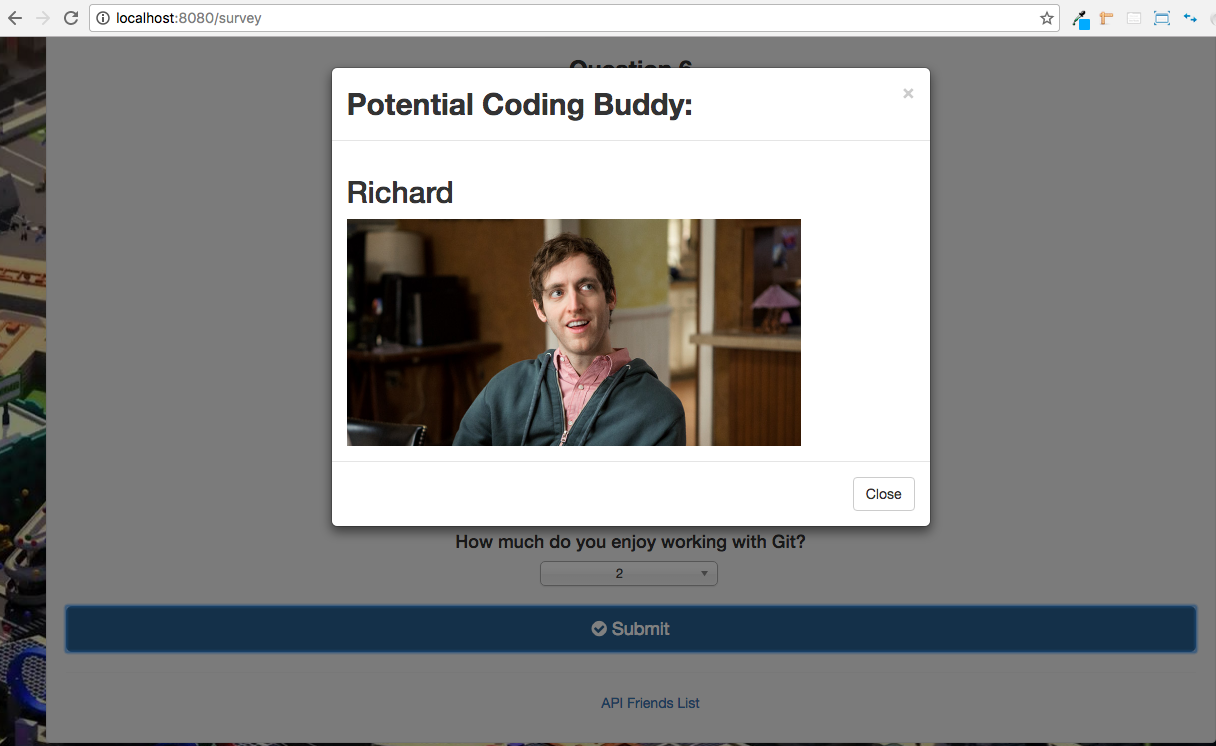 localhost:8080/survey
Question 6
Potential Coding Buddy:
×
Richard
Close
How much do you enjoy working with Git?
2
Submit
API Friends List